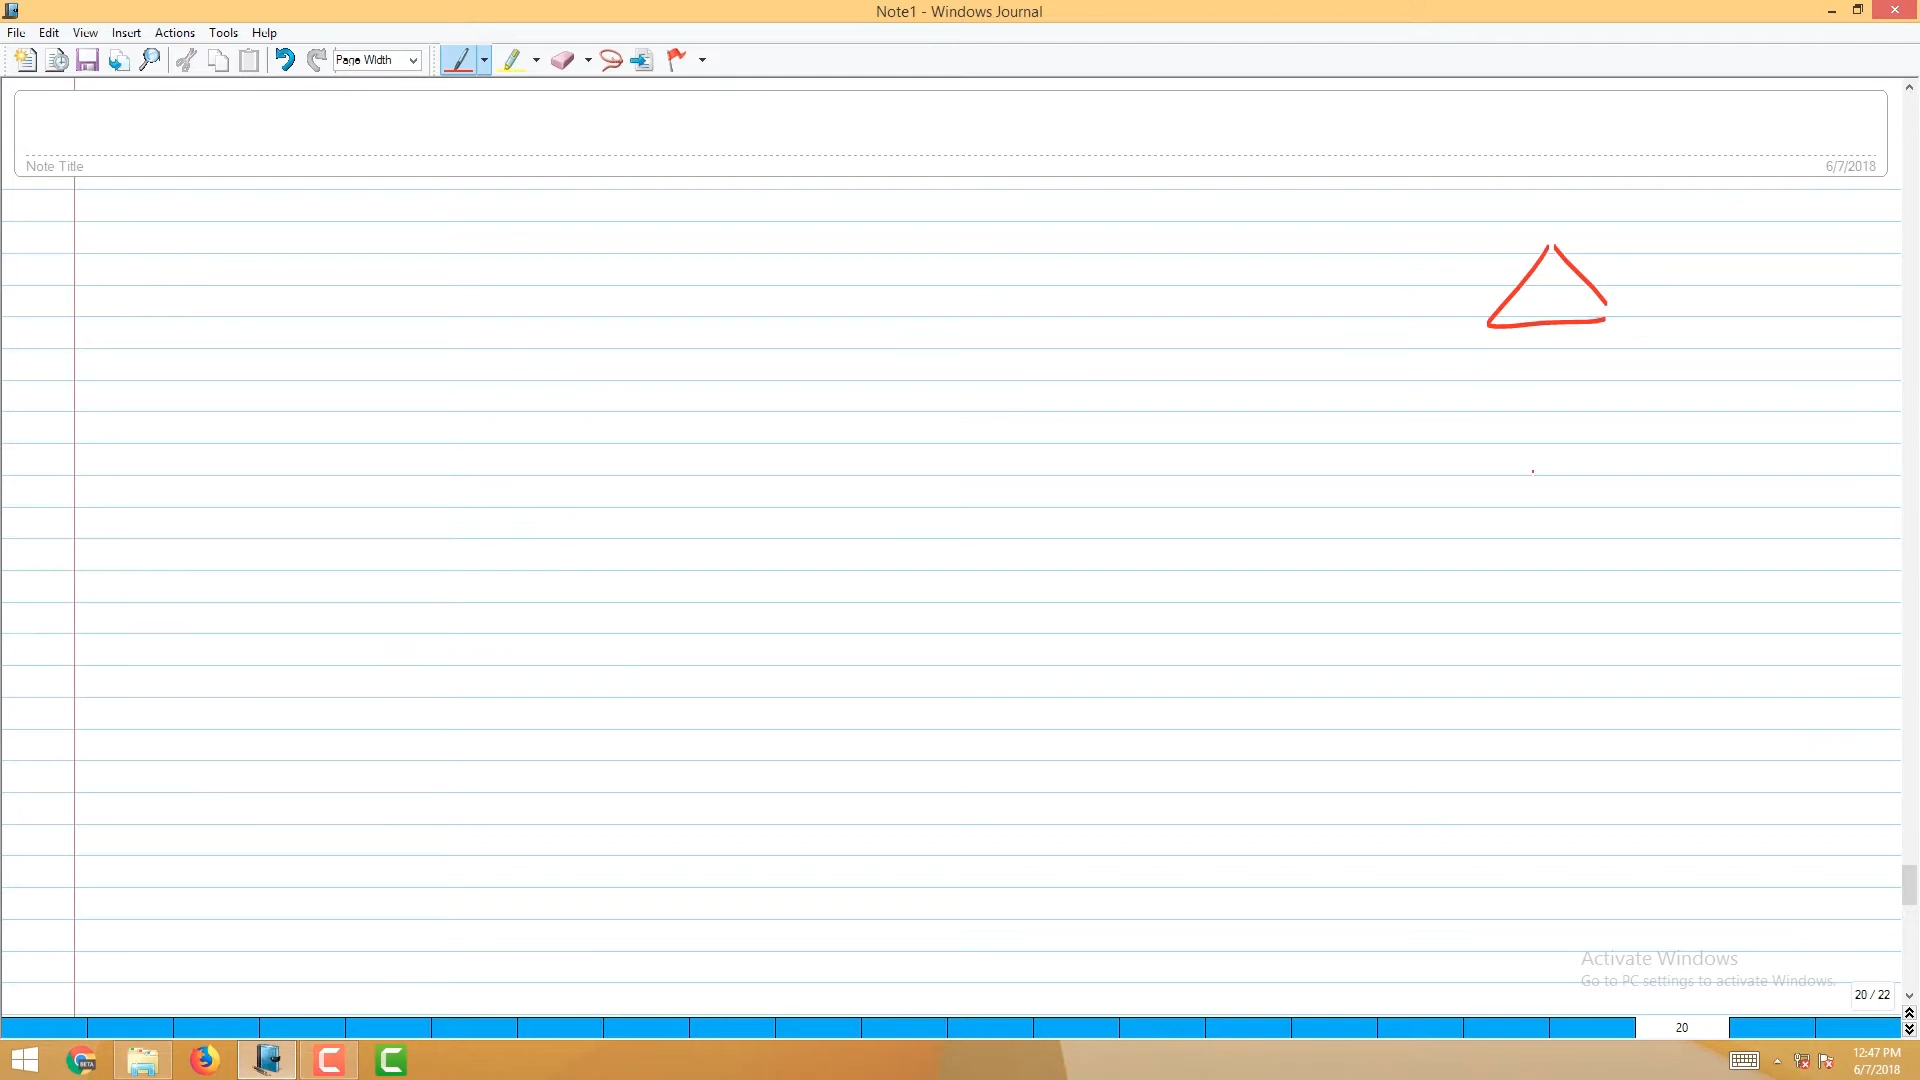 Note1 - Windows Journal
File Edit View Insert Actions Tools Help
Page Width
Note Title
6/7/2018
Activate Windows
Go to PC settings to activate Windows.
20 / 22
20
BETA
12:47 PM
6/7/2018